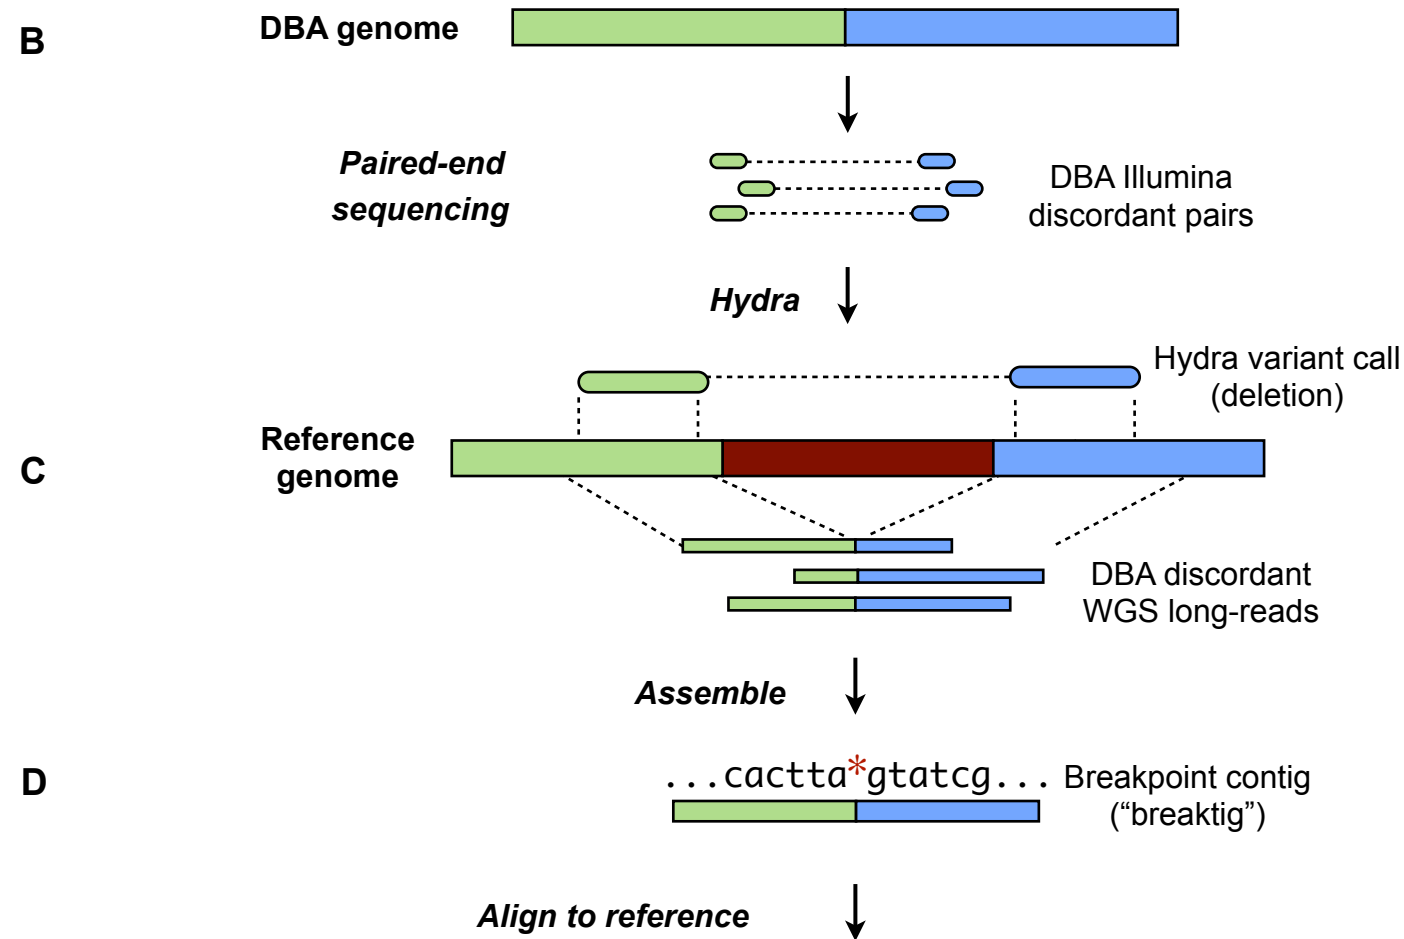 B
DBA genome
Paired-end
sequencing
DBA Illumina
discordant pairs
Hydra
Hydra variant call
(deletion)
C
Reference
genome
DBA discordant
WGS long-reads
Assemble
D
...cactta*gtatcg...
Breakpoint contig
(“breaktig”)
Align to reference